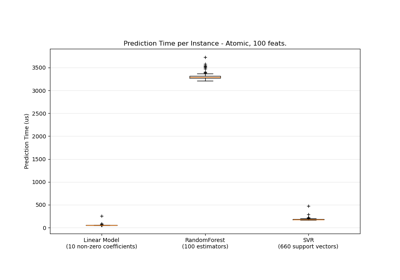 Prediction Time per Instance - Atomic, 100 feats.
Prediction Time (us)
3500
3000
2500
2000
1500
1000
500
0
Linear Model
(10 non-zero coefficients)
RandomForest
(100 estimators)
SVR
(660 support vectors)